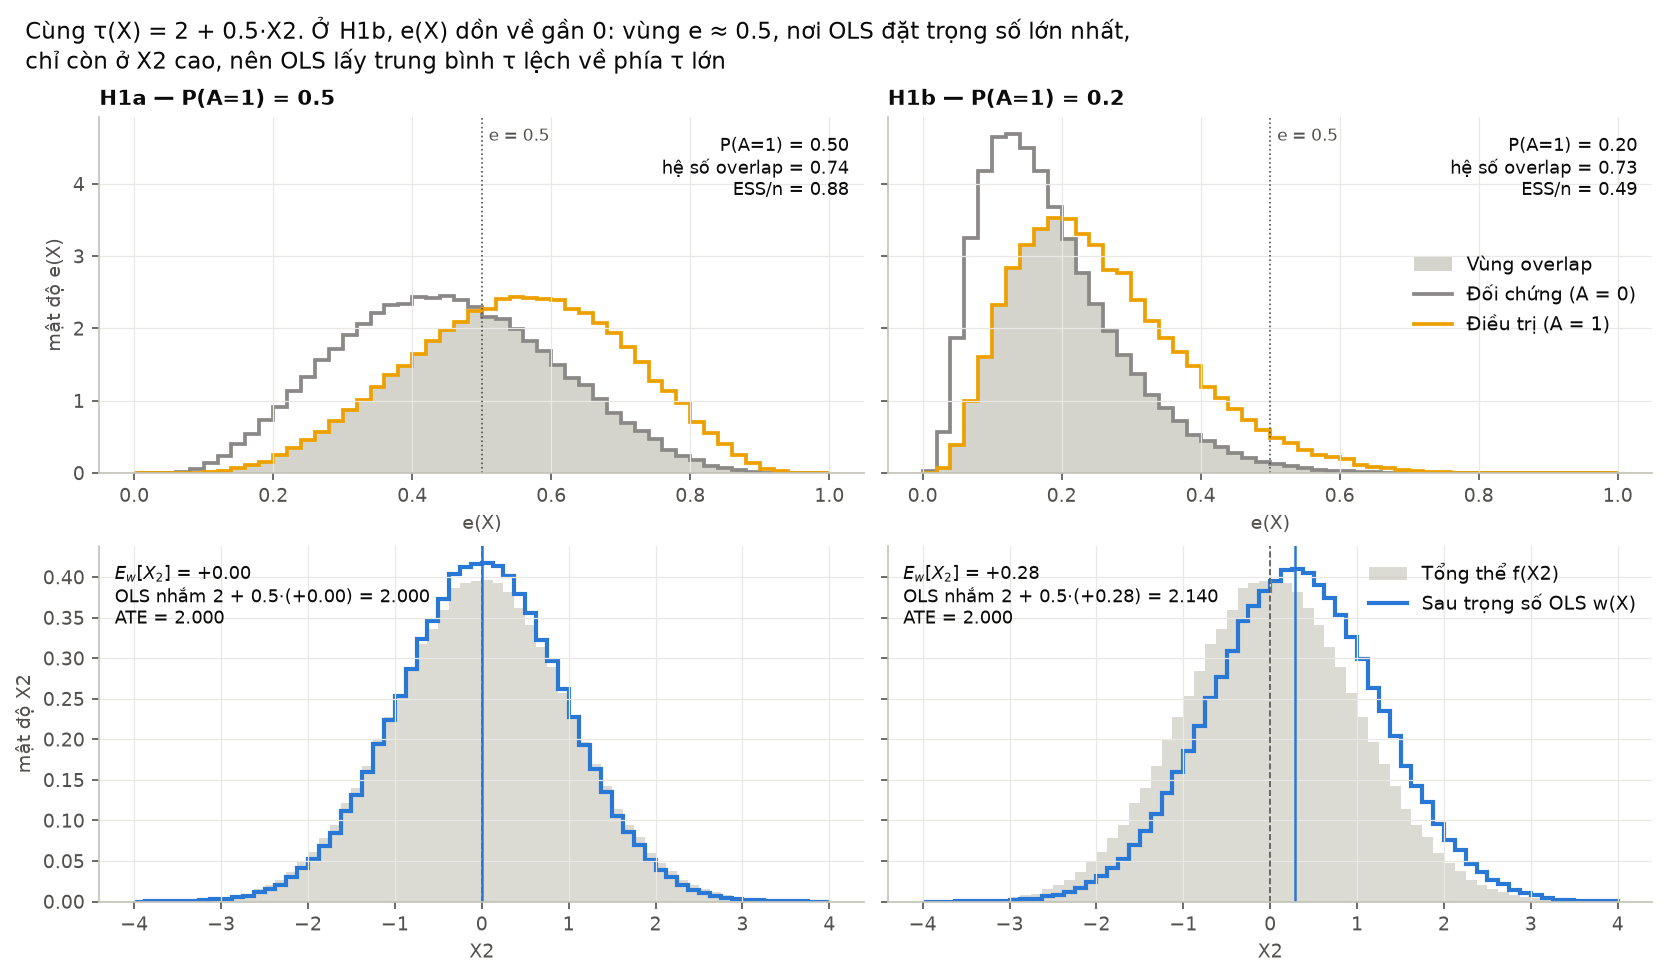 Cùng τ(X) = 2 + 0.5·X2. Ở H1b, e(X) dồn về gần 0: vùng e ≈ 0.5, nơi OLS đặt trọng số lớn nhất,
chỉ còn ở X2 cao, nên OLS lấy trung bình τ lệch về phía τ lớn
H1a — P(A=1) = 0.5
e = 0.5
P(A=1) = 0.50
hệ số overlap = 0.74
ESS/n = 0.88
mật độ e(X)
4
3
2
1
0
0.0 0.2 0.4 0.6 0.8 1.0
e(X)
H1b — P(A=1) = 0.2
e = 0.5
P(A=1) = 0.20
hệ số overlap = 0.73
ESS/n = 0.49
Vùng overlap
Đối chứng (A = 0)
Điều trị (A = 1)
0.0 0.2 0.4 0.6 0.8 1.0
e(X)
E_w[X_2] = +0.00
OLS nhắm 2 + 0.5·(+0.00) = 2.000
ATE = 2.000
mật độ X2
0.40
0.35
0.30
0.25
0.20
0.15
0.10
0.05
0.00
−4 −3 −2 −1 0 1 2 3 4
X2
E_w[X_2] = +0.28
OLS nhắm 2 + 0.5·(+0.28) = 2.140
ATE = 2.000
Tổng thể f(X2)
Sau trọng số OLS w(X)
−4 −3 −2 −1 0 1 2 3 4
X2